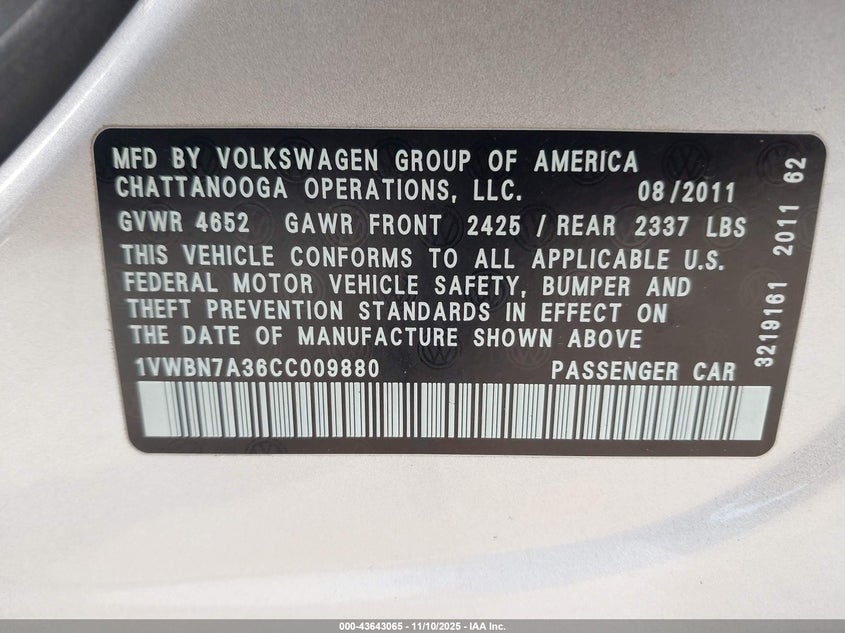 MFD BY VOLKSWAGEN GROUP OF AMERICA
CHATTANOOGA OPERATIONS, LLC. 08/2011
GVWR 4652 GAWR FRONT 2425 / REAR 2337 LBS
THIS VEHICLE CONFORMS TO ALL APPLICABLE U.S.
FEDERAL MOTOR VEHICLE SAFETY, BUMPER AND
THEFT PREVENTION STANDARDS IN EFFECT ON
THE DATE OF MANUFACTURE SHOWN ABOVE
1VWBN7A36CC009880 PASSENGER CAR
3219161 2011 62
000-43643065 - 11/10/2025 - IAA Inc.